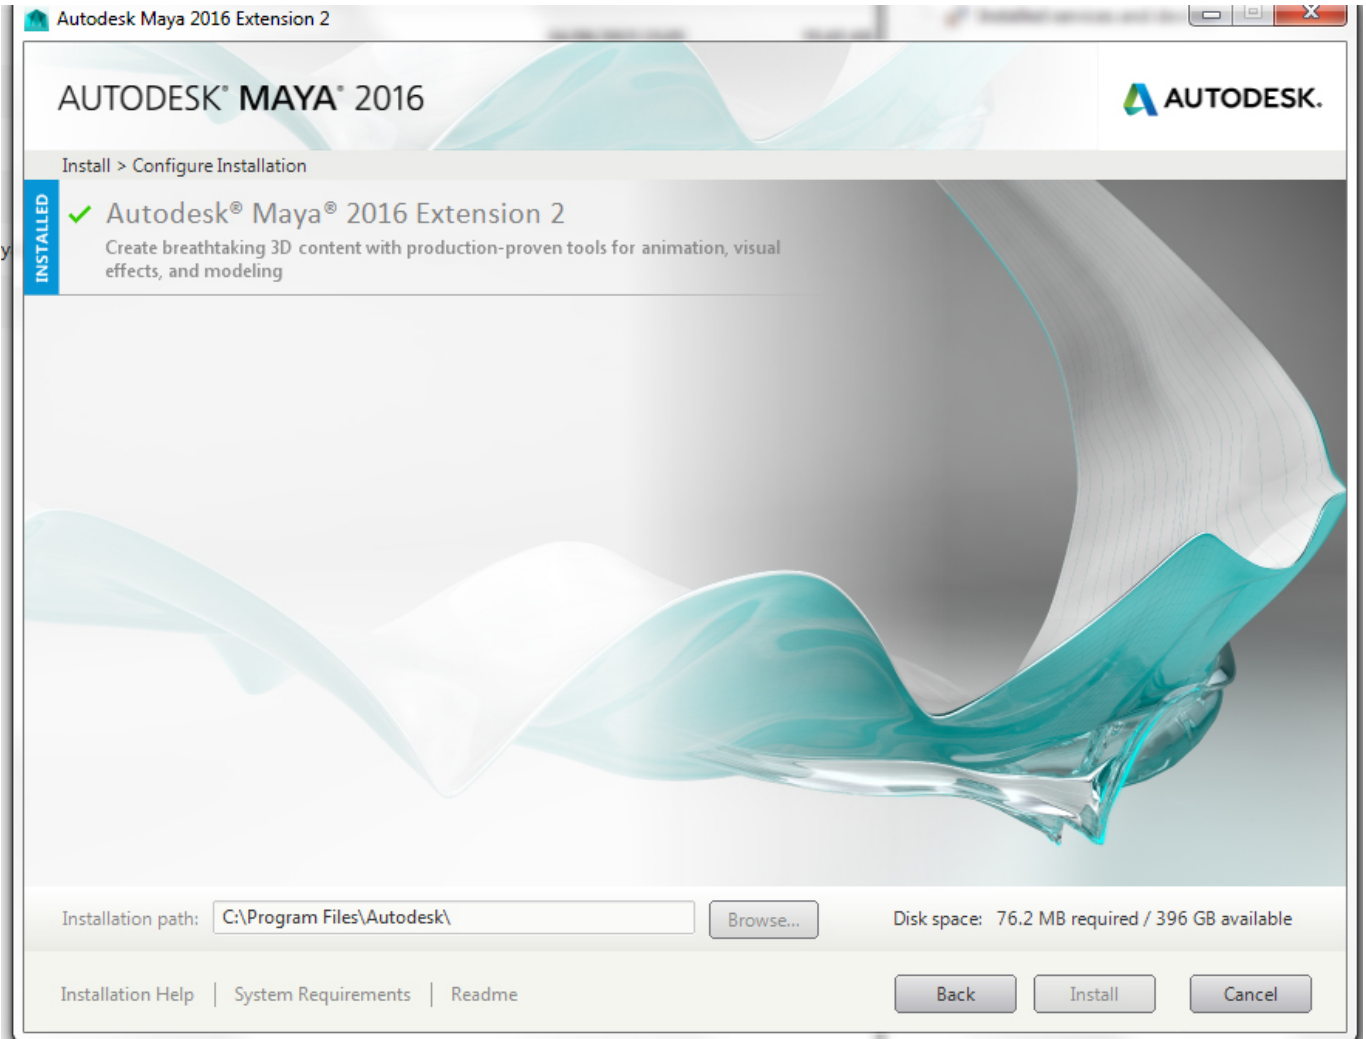 Autodesk Maya 2016 Extension 2
AUTODESK® MAYA® 2016
AUTODESK.
Install > Configure Installation
INSTALLED
Autodesk® Maya® 2016 Extension 2
Create breathtaking 3D content with production-proven tools for animation, visual
effects, and modeling
Installation path: C:\Program Files\Autodesk\ Browse... Disk space: 76.2 MB required / 396 GB available
Installation Help | System Requirements | Readme Back Install Cancel